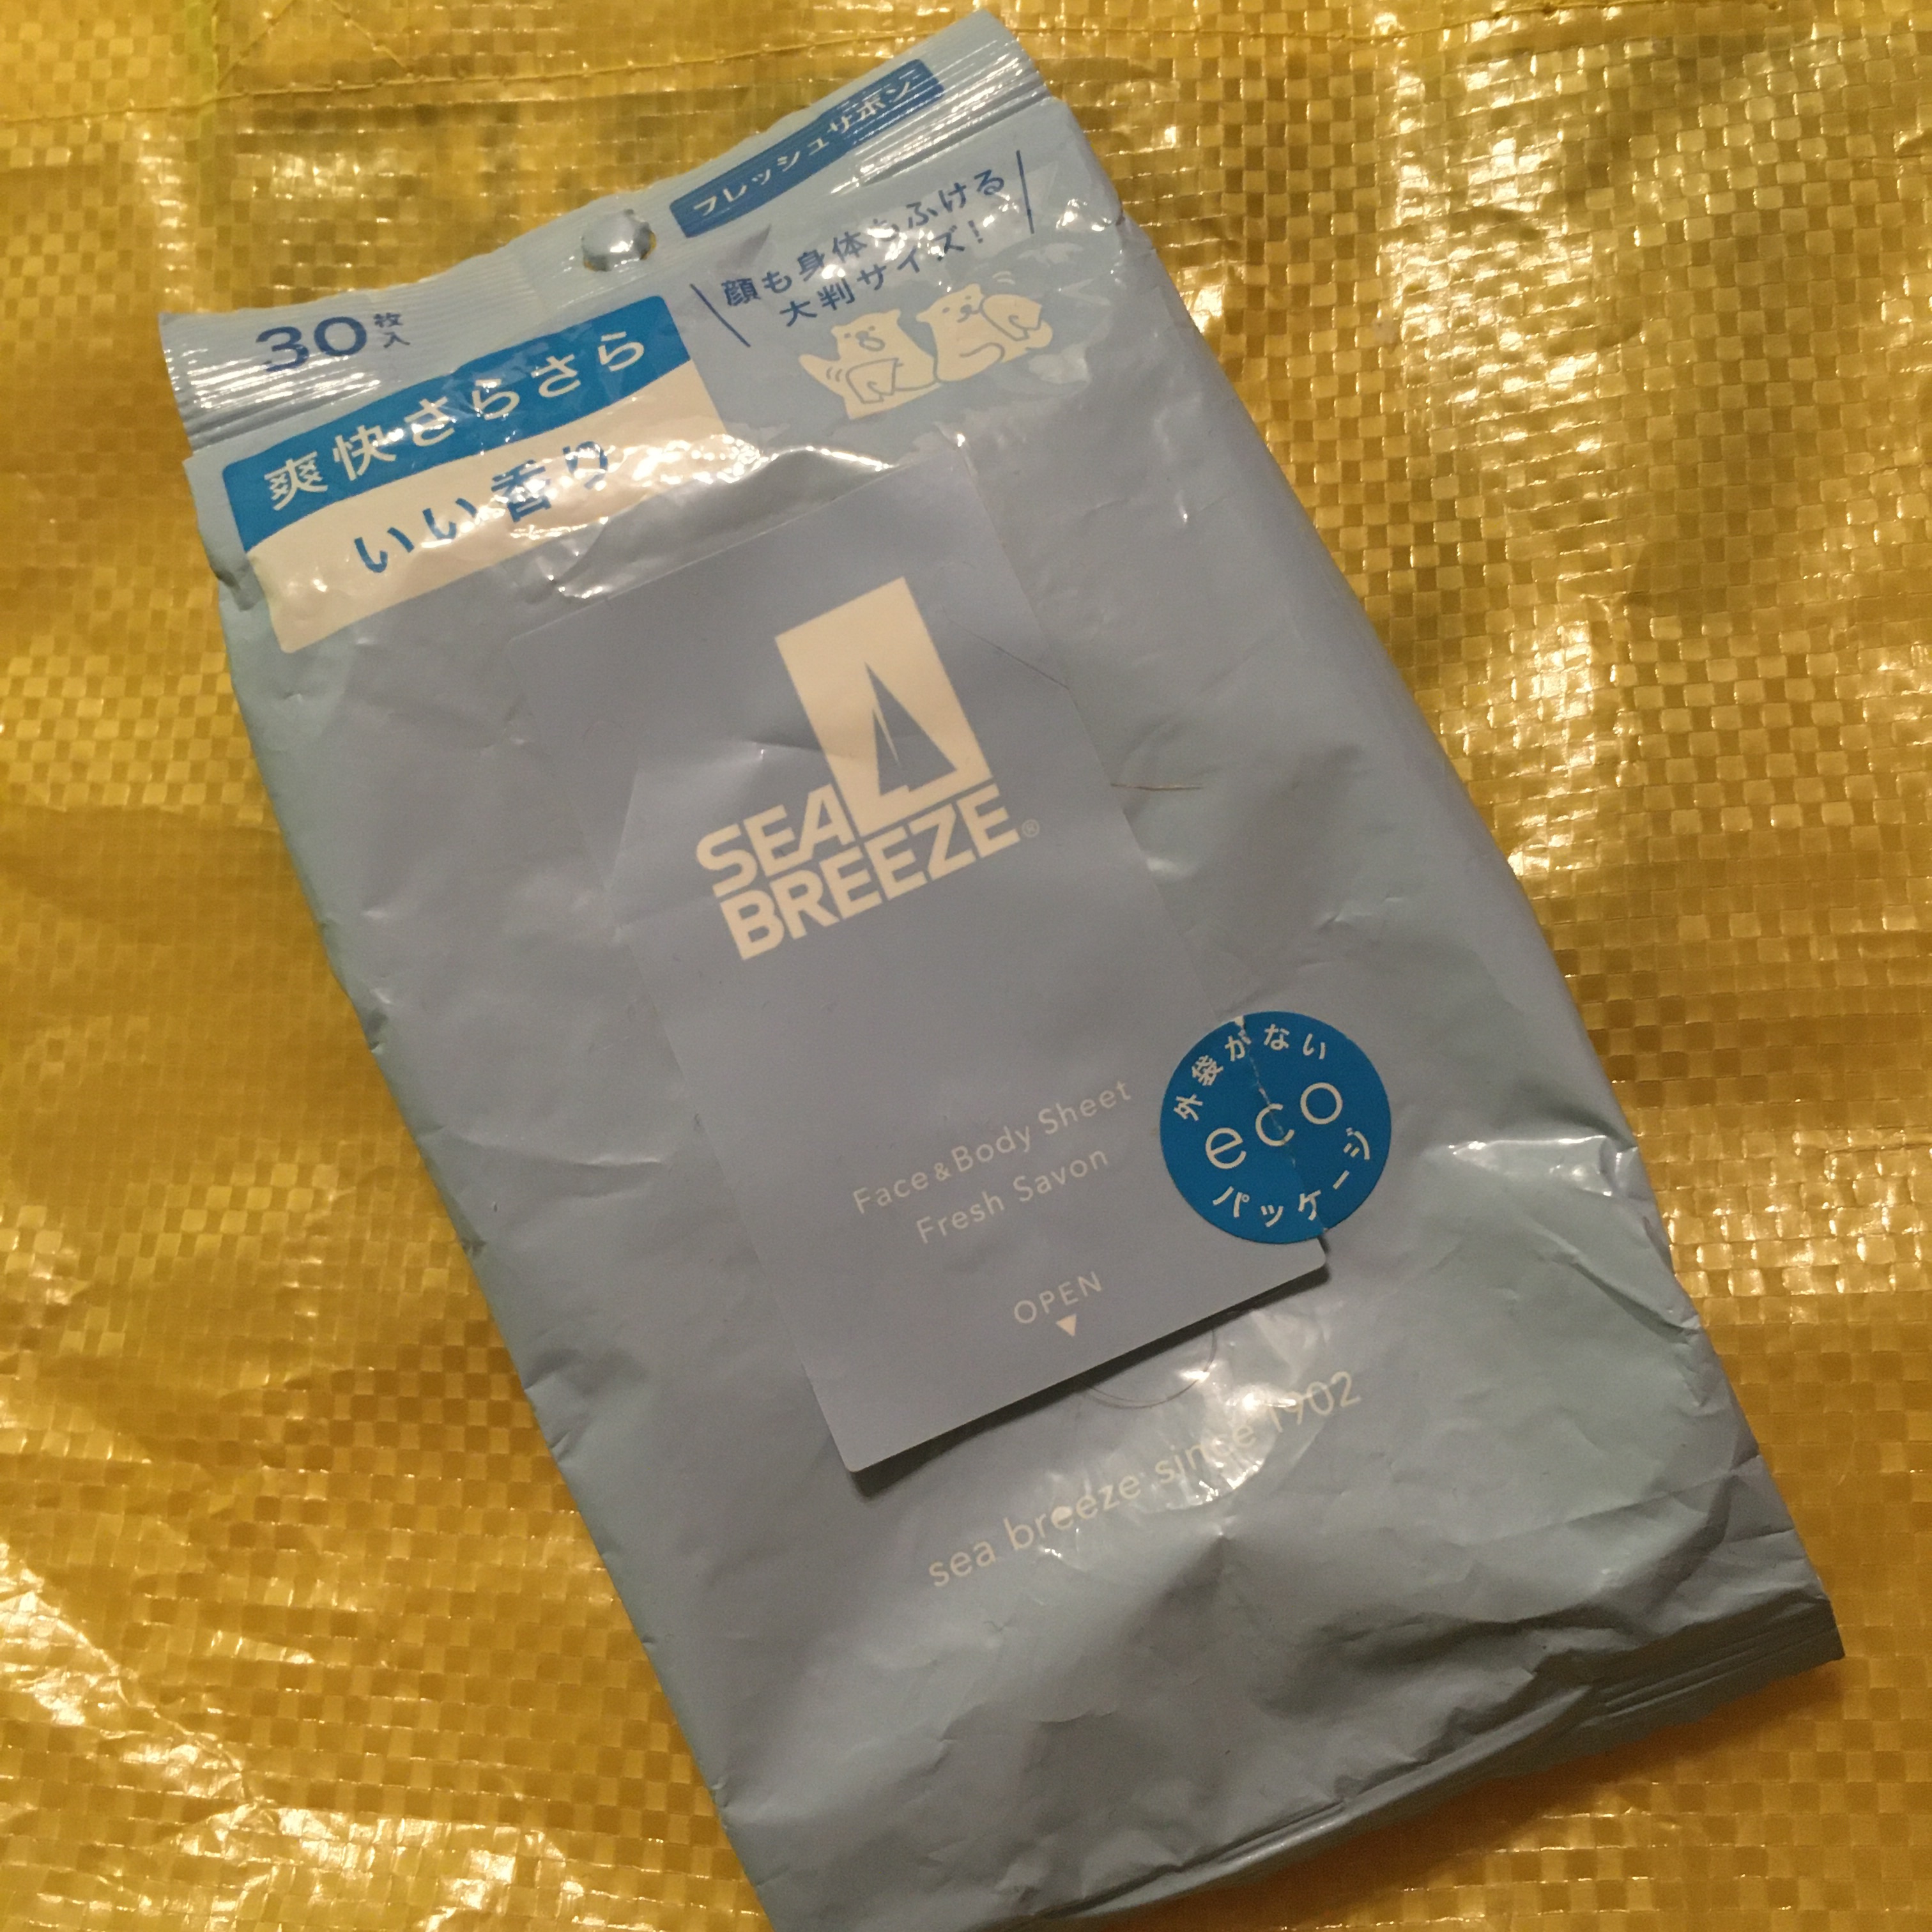 フレッシュサボンの香り
30枚入
顔も身体もふける
大判サイズ!
爽快さらさら
いい香り
SEA
BREEZE®
Face & Body Sheet
Fresh Savon
外袋がない
eco
パッケージ
OPEN
sea breeze since 1902